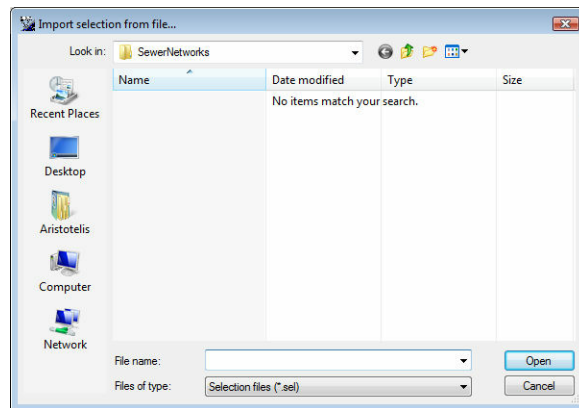 Import selection from file...
Look in: SewerNetworks
Name Date modified Type Size
No items match your search.
Recent Places
Desktop
Aristotelis
Computer
Network
File name: Open
Files of type: Selection files (*.sel) Cancel